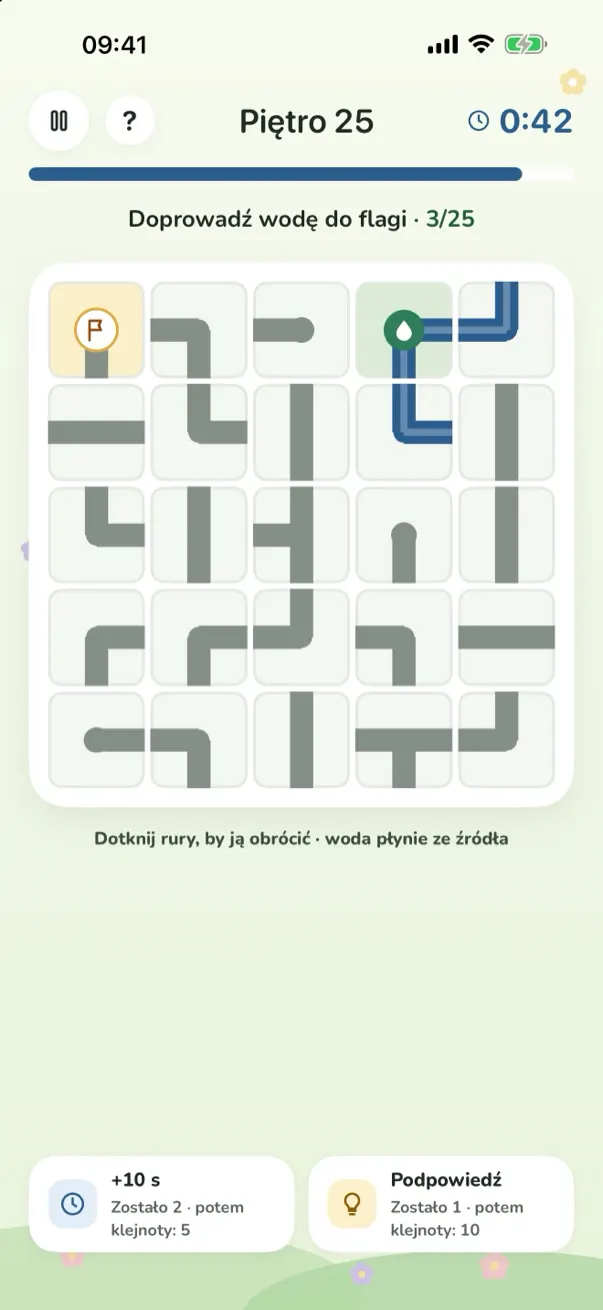 09:41
?
Piętro 25
0:42
Doprowadź wodę do flagi · 3/25
Dotknij rury, by ją obrócić · woda płynie ze źródła
+10 s
Zostało 2 · potem
klejnoty: 5
Podpowiedź
Zostało 1 · potem
klejnoty: 10